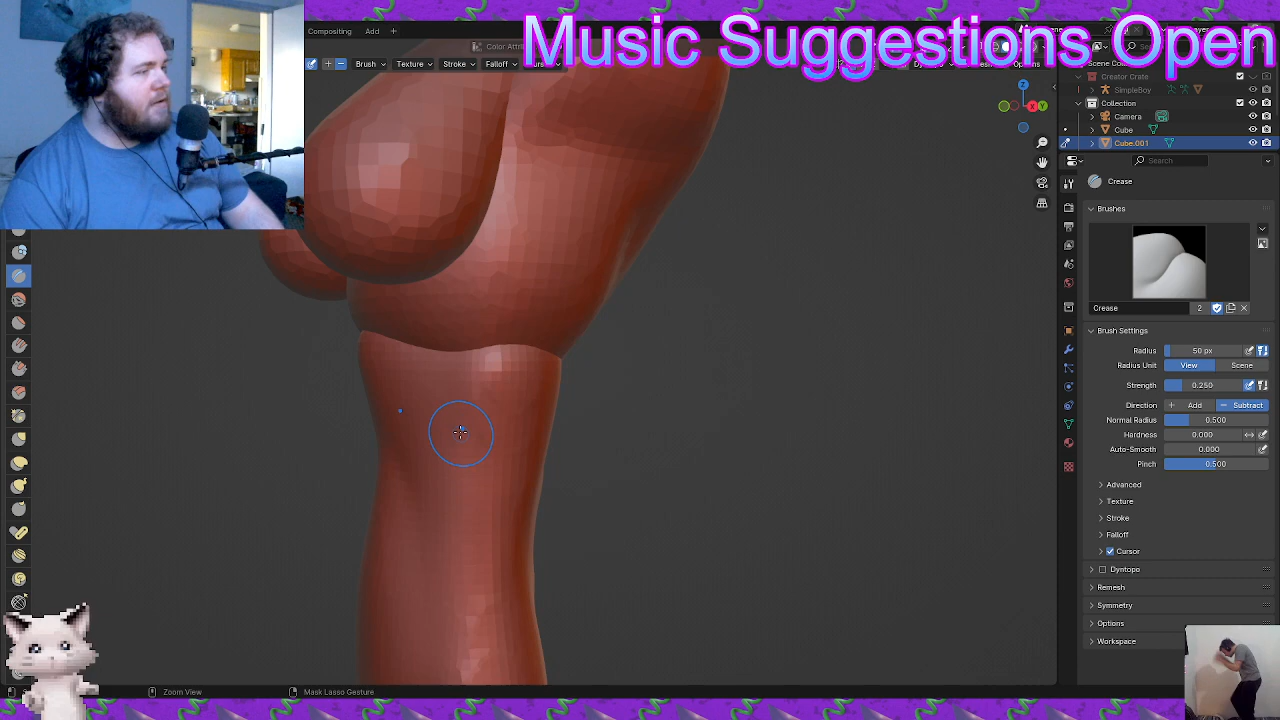 Music Suggestions Open
Compositing Add +
Brush Texture Stroke Falloff
Scene Collection
Creator Crate
SimpleBoy
Collection
Camera
Cube
Cube.001
Search
Crease
Brushes
Crease 2
Brush Settings
Radius 50 px
Radius Unit View Scene
Strength 0.250
Direction + Add − Subtract
Normal Radius 0.500
Hardness 0.000
Auto-Smooth 0.000
Pinch 0.500
Advanced
Texture
Stroke
Falloff
Cursor
Dyntopo
Remesh
Symmetry
Options
Workspace
Z
X
Y
Zoom View Mask Lasso Gesture